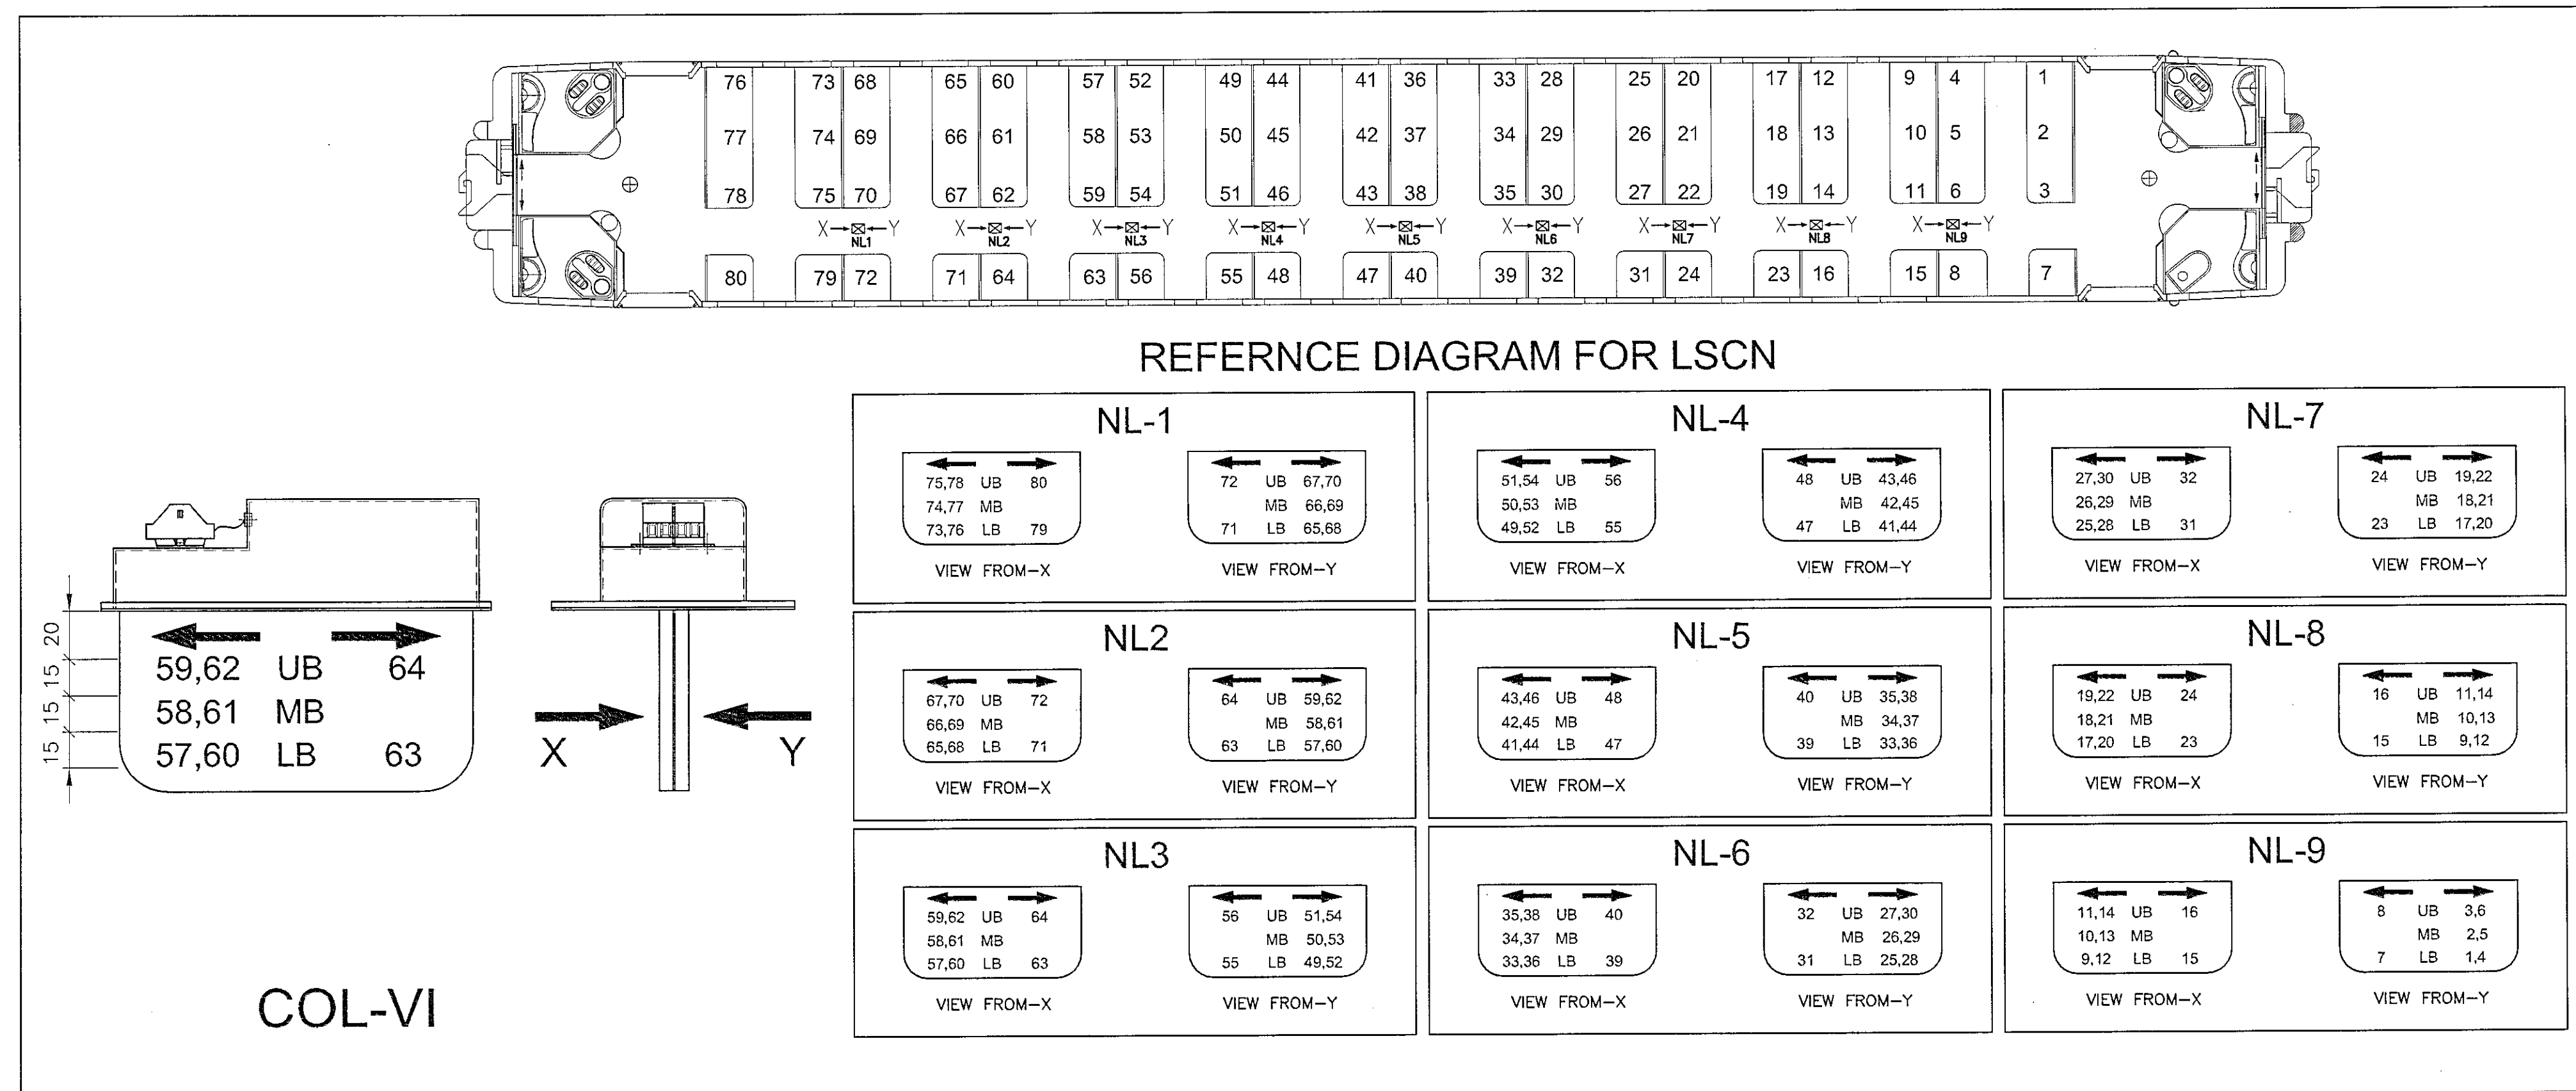 76 73 68 65 60 57 52 49 44 41 36 33 28 25 20 17 12 9 4 1
77 74 69 66 61 58 53 50 45 42 37 34 29 26 21 18 13 10 5 2
78 75 70 67 62 59 54 51 46 43 38 35 30 27 22 19 14 11 6 3
X Y X Y X Y X Y X Y X Y X Y X Y X Y
NL1 NL2 NL3 NL4 NL5 NL6 NL7 NL8 NL9
80 79 72 71 64 63 56 55 48 47 40 39 32 31 24 23 16 15 8 7
REFERNCE DIAGRAM FOR LSCN
20
15
15
15
59,62 UB 64
58,61 MB
57,60 LB 63
X Y
COL-VI
NL-1
75,78 UB 80
74,77 MB
73,76 LB 79
VIEW FROM-X
72 UB 67,70
MB 66,69
71 LB 65,68
VIEW FROM-Y
NL2
67,70 UB 72
66,69 MB
65,68 LB 71
VIEW FROM-X
64 UB 59,62
MB 58,61
63 LB 57,60
VIEW FROM-Y
NL3
59,62 UB 64
58,61 MB
57,60 LB 63
VIEW FROM-X
56 UB 51,54
MB 50,53
55 LB 49,52
VIEW FROM-Y
NL-4
51,54 UB 56
50,53 MB
49,52 LB 55
VIEW FROM-X
48 UB 43,46
MB 42,45
47 LB 41,44
VIEW FROM-Y
NL-5
43,46 UB 48
42,45 MB
41,44 LB 47
VIEW FROM-X
40 UB 35,38
MB 34,37
39 LB 33,36
VIEW FROM-Y
NL-6
35,38 UB 40
34,37 MB
33,36 LB 39
VIEW FROM-X
32 UB 27,30
MB 26,29
31 LB 25,28
VIEW FROM-Y
NL-7
27,30 UB 32
26,29 MB
25,28 LB 31
VIEW FROM-X
24 UB 19,22
MB 18,21
23 LB 17,20
VIEW FROM-Y
NL-8
19,22 UB 24
18,21 MB
17,20 LB 23
VIEW FROM-X
16 UB 11,14
MB 10,13
15 LB 9,12
VIEW FROM-Y
NL-9
11,14 UB 16
10,13 MB
9,12 LB 15
VIEW FROM-X
8 UB 3,6
MB 2,5
7 LB 1,4
VIEW FROM-Y